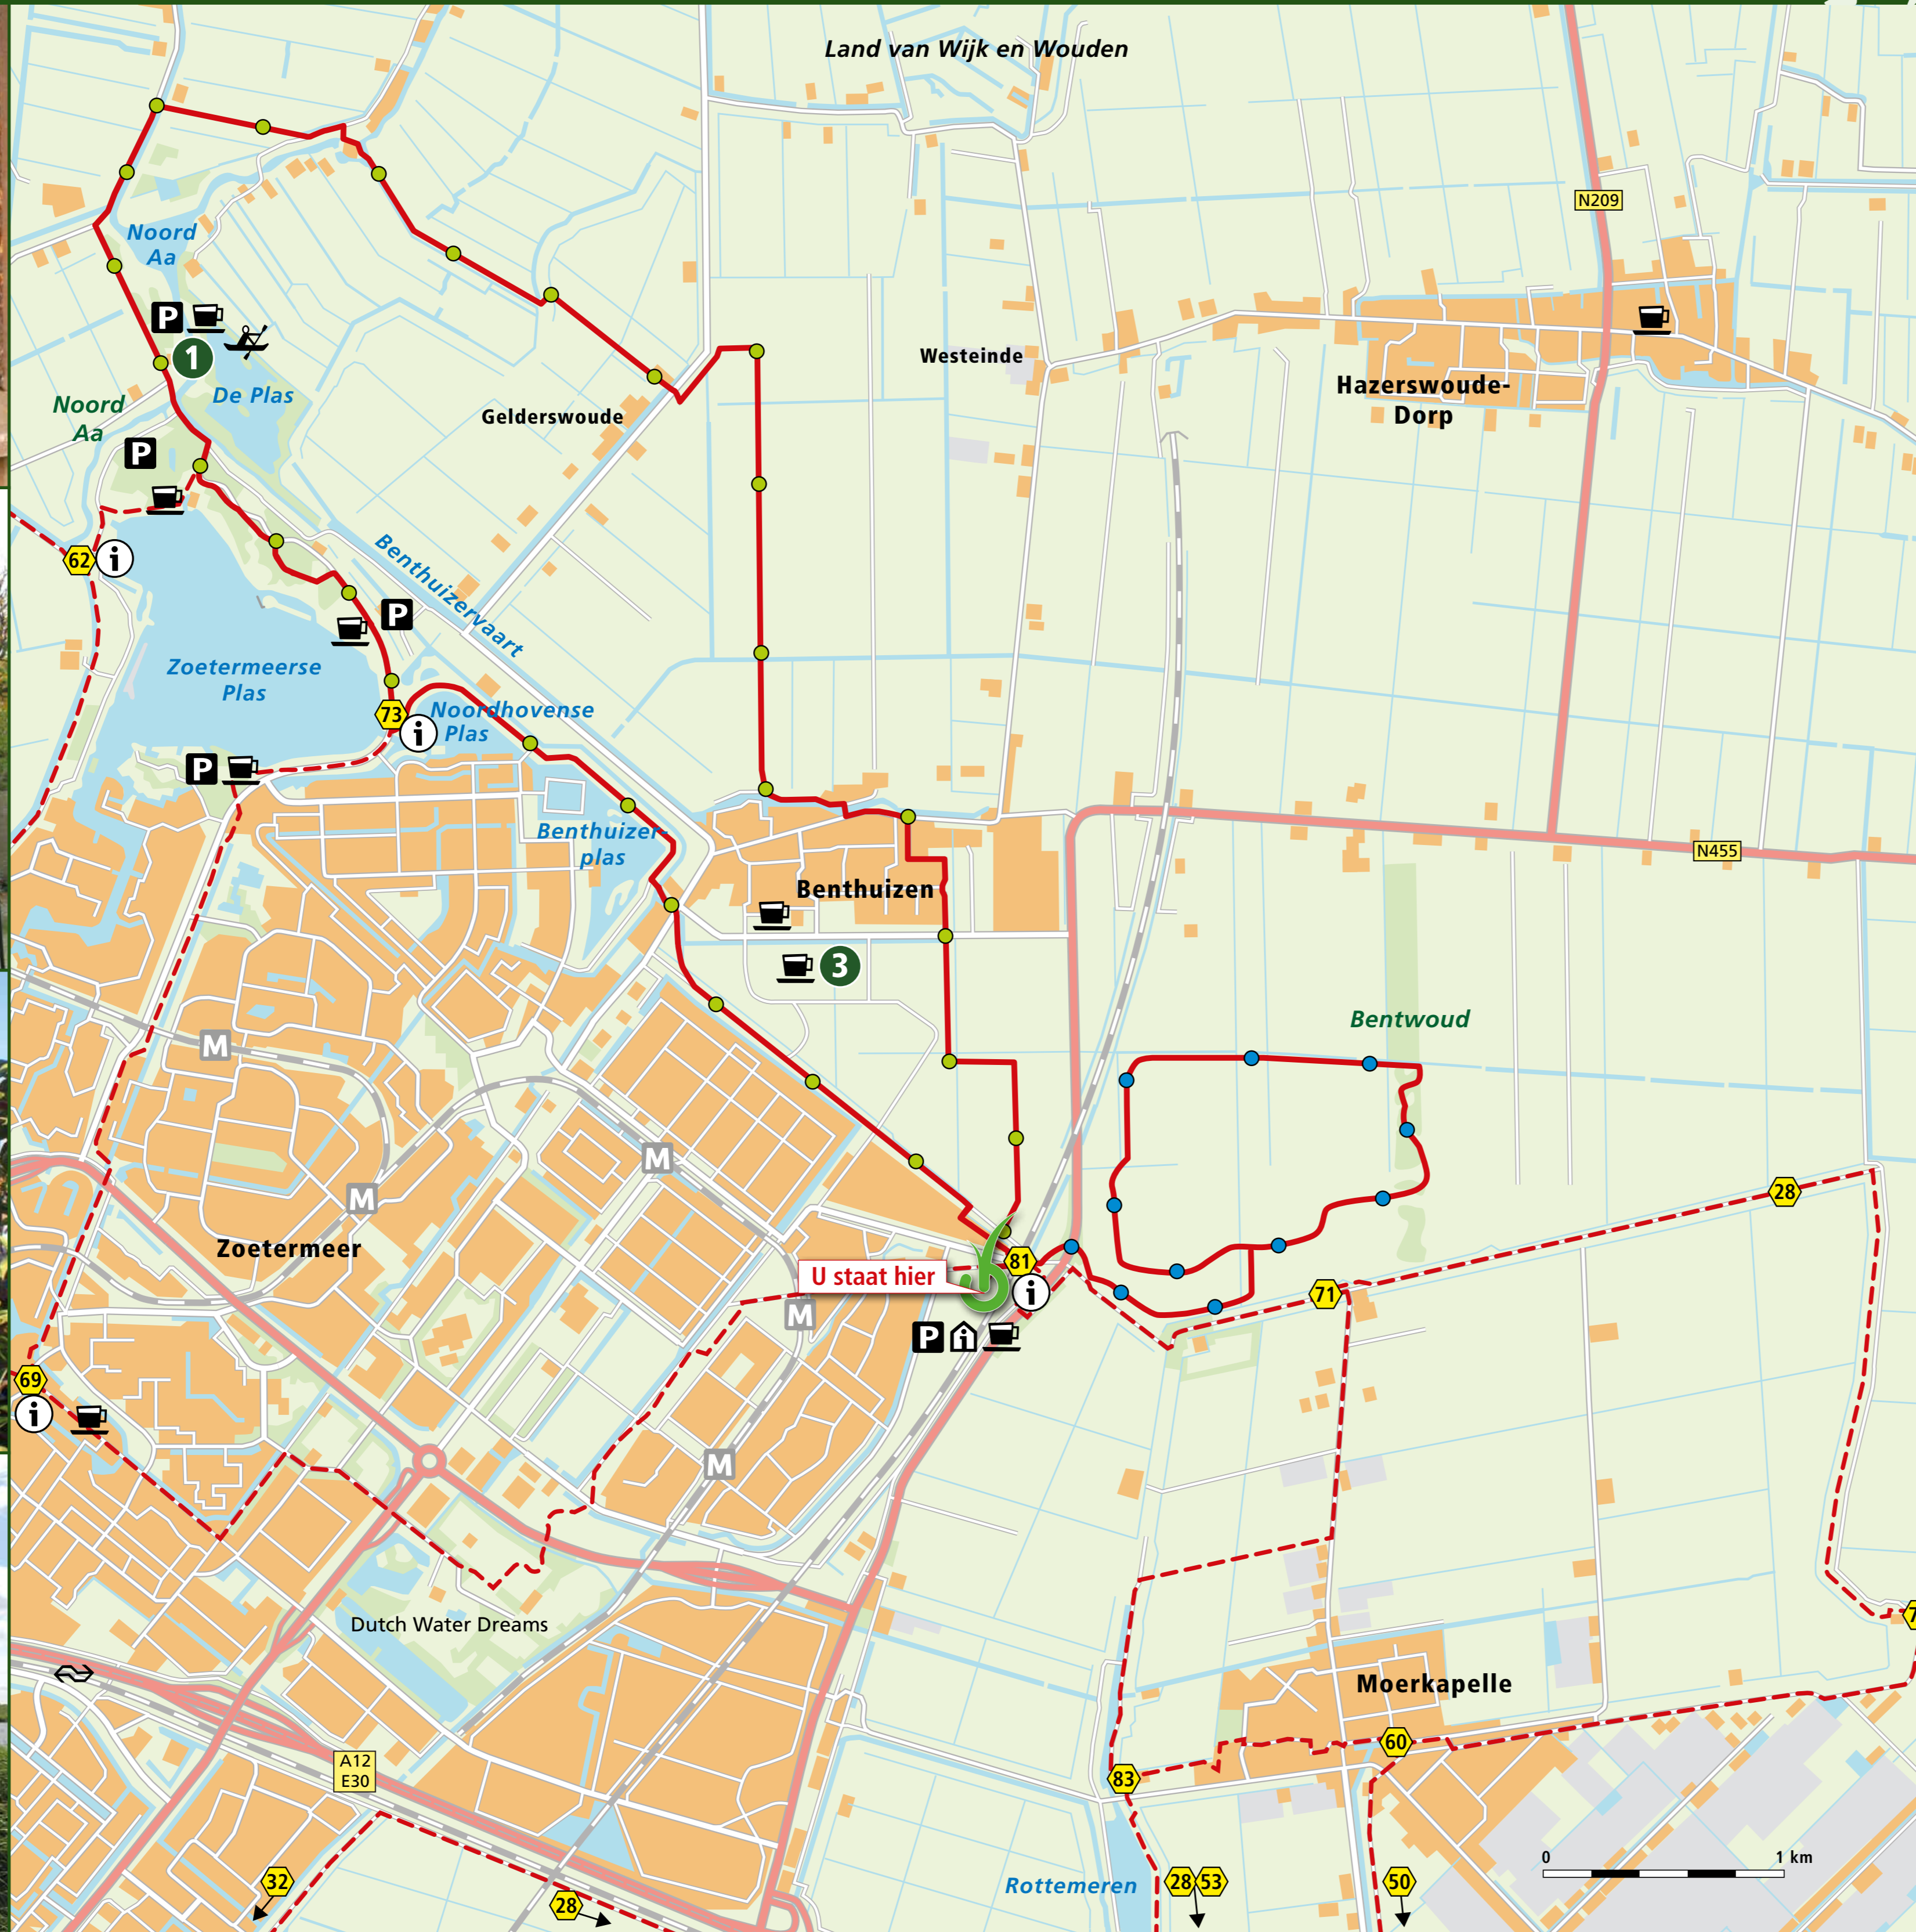 Land van Wijk en Wouden
N209
Noord
Aa
P
1
Westeinde
Hazerswoude-
Dorp
De Plas
Noord
Aa
Gelderswoude
P
62
i
Benthuizervaart
P
Zoetermeerse
Plas
73
i
Noordhovense
Plas
P
Benthuizer-
plas
N455
Benthuizen
3
Bentwoud
M
M
M
28
Zoetermeer
81
U staat hier
i
71
M
P
i
69
i
M
Dutch Water Dreams
7
Moerkapelle
60
A12
E30
83
0
1 km
Rottemeren
32
28
28
53
50